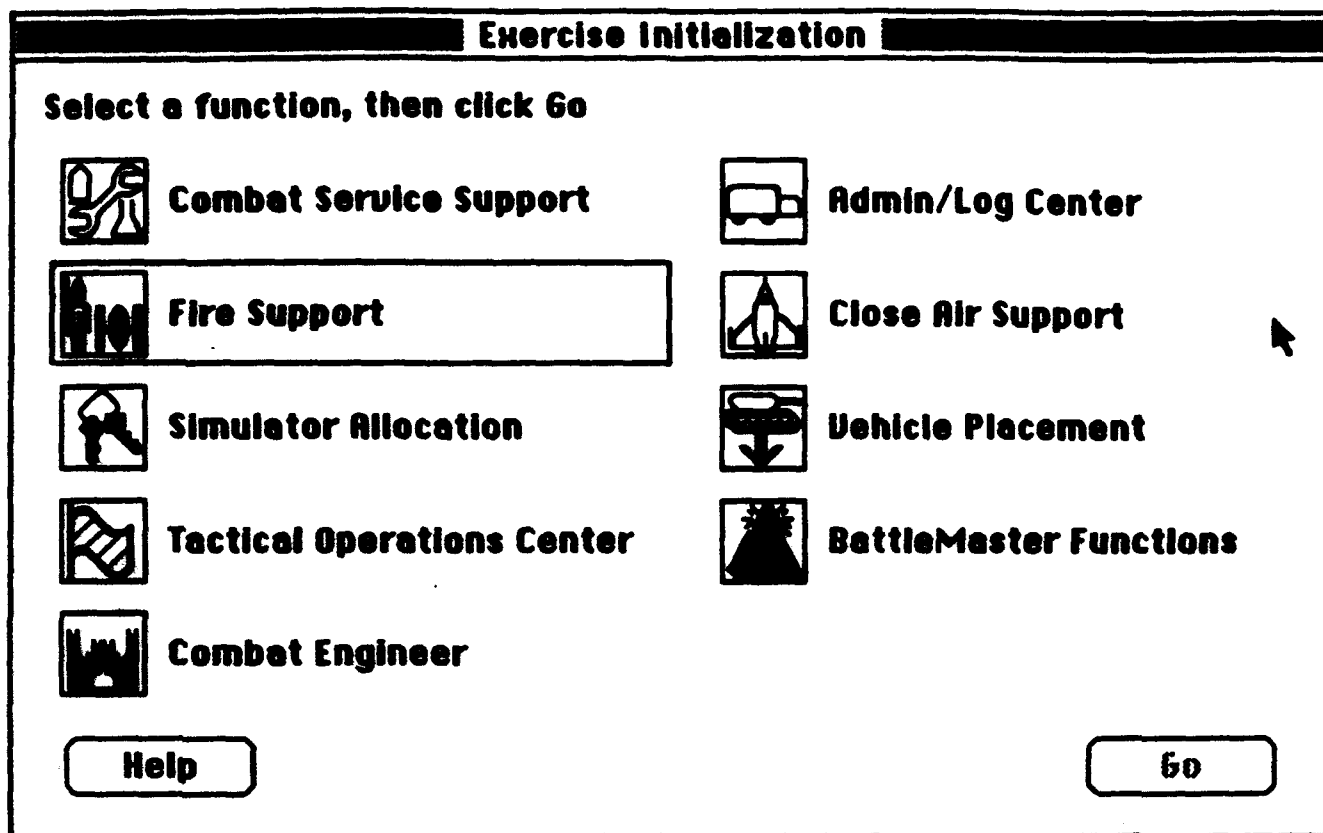 Exercise Initialization
Select a function, then click Go
Combat Service Support
Admin/Log Center
Fire Support
Close Air Support
Simulator Allocation
Vehicle Placement
Tactical Operations Center
BattleMaster Functions
Combat Engineer
Help
Go